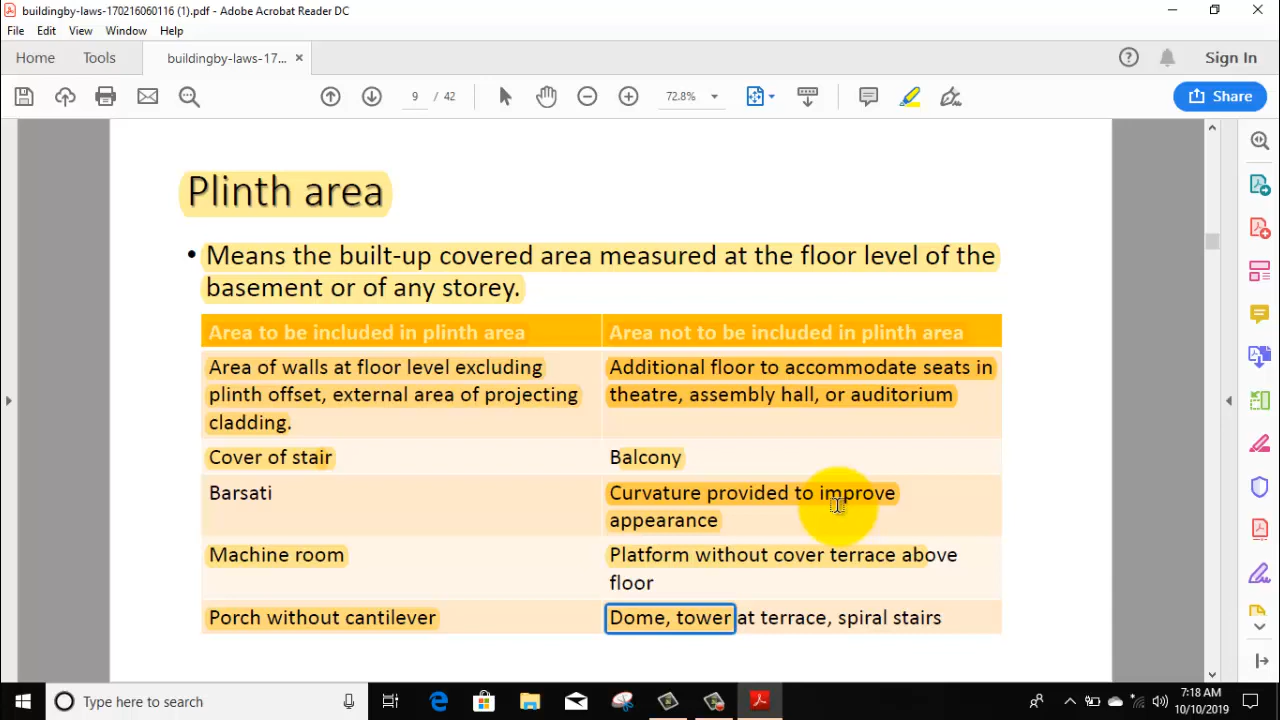 buildingby-laws-170216060116 (1).pdf - Adobe Acrobat Reader DC
File Edit View Window Help
Home Tools buildingby-laws-17... × Sign In
9 / 42 72.8% Share
Plinth area
• Means the built-up covered area measured at the floor level of the
basement or of any storey.
Area to be included in plinth area Area not to be included in plinth area
Area of walls at floor level excluding
plinth offset, external area of projecting
cladding.
Additional floor to accommodate seats in
theatre, assembly hall, or auditorium
Cover of stair Balcony
Barsati Curvature provided to improve
appearance
Machine room Platform without cover terrace above
floor
Porch without cantilever Dome, tower at terrace, spiral stairs
Type here to search
7:18 AM
10/10/2019